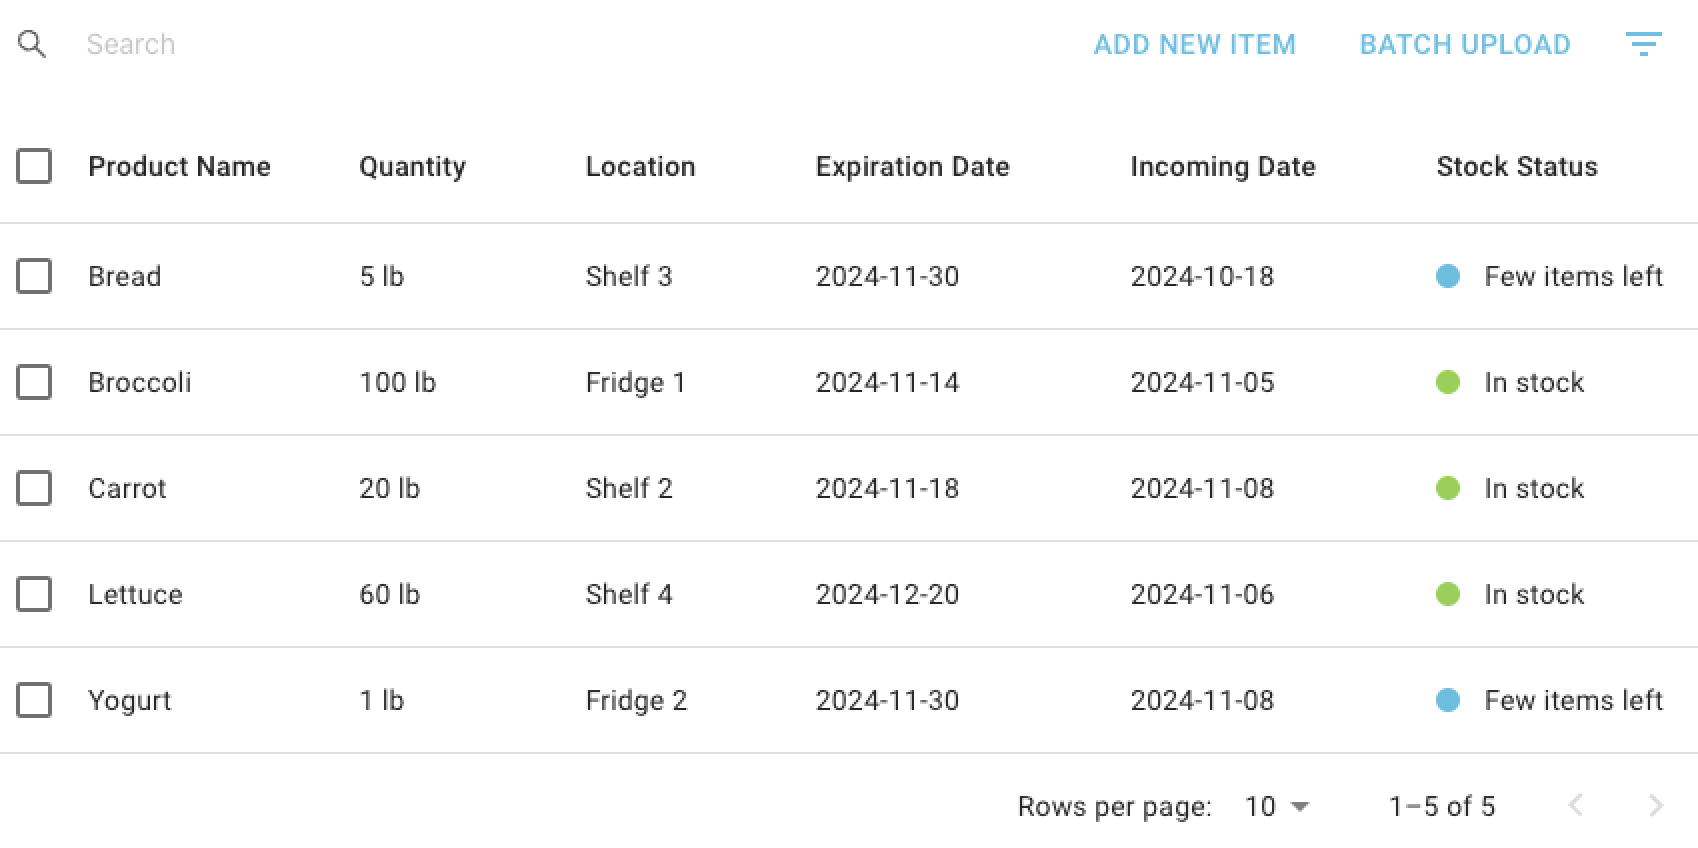 Search ADD NEW ITEM BATCH UPLOAD
Product Name Quantity Location Expiration Date Incoming Date Stock Status
Bread 5 lb Shelf 3 2024-11-30 2024-10-18 Few items left
Broccoli 100 lb Fridge 1 2024-11-14 2024-11-05 In stock
Carrot 20 lb Shelf 2 2024-11-18 2024-11-08 In stock
Lettuce 60 lb Shelf 4 2024-12-20 2024-11-06 In stock
Yogurt 1 lb Fridge 2 2024-11-30 2024-11-08 Few items left
Rows per page: 10 1–5 of 5